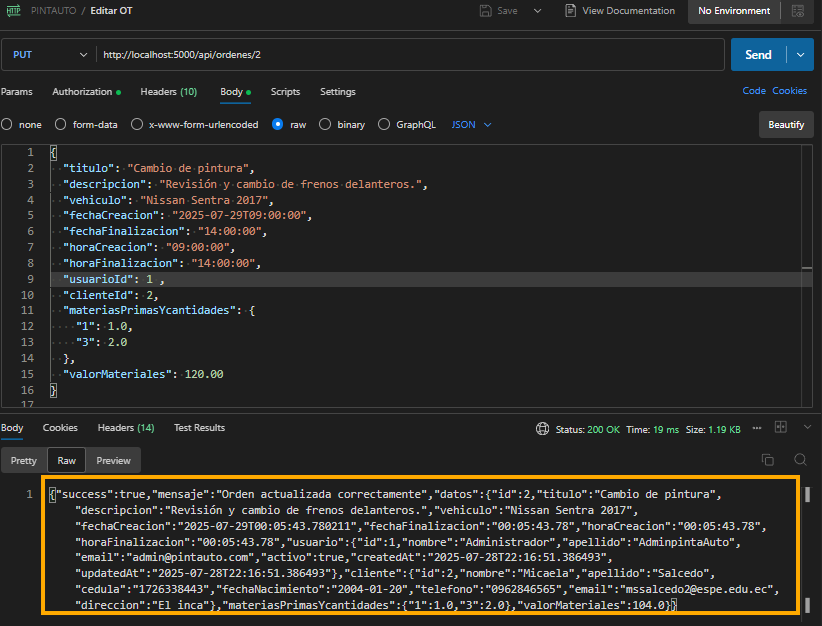 HTTP PINTAUTO / Editar OT Save View Documentation No Environment
PUT http://localhost:5000/api/ordenes/2 Send
Params Authorization Headers (10) Body Scripts Settings Code Cookies
none form-data x-www-form-urlencoded raw binary GraphQL JSON Beautify
1 {
2 "titulo": "Cambio de pintura",
3 "descripcion": "Revisión y cambio de frenos delanteros.",
4 "vehiculo": "Nissan Sentra 2017",
5 "fechaCreacion": "2025-07-29T09:00:00",
6 "fechaFinalizacion": "14:00:00",
7 "horaCreacion": "09:00:00",
8 "horaFinalizacion": "14:00:00",
9 "usuarioId": 1 ,
10 "clienteId": 2,
11 "materiasPrimasYcantidades": {
12 "1": 1.0,
13 "3": 2.0
14 },
15 "valorMateriales": 120.00
16 }
17
Body Cookies Headers (14) Test Results Status: 200 OK Time: 19 ms Size: 1.19 KB
Pretty Raw Preview
1 {"success":true,"mensaje":"Orden actualizada correctamente","datos":{"id":2,"titulo":"Cambio de pintura",
"descripcion":"Revisión y cambio de frenos delanteros.","vehiculo":"Nissan Sentra 2017",
"fechaCreacion":"2025-07-29T00:05:43.780211","fechaFinalizacion":"00:05:43.78","horaCreacion":"00:05:43.78",
"horaFinalizacion":"00:05:43.78","usuario":{"id":1,"nombre":"Administrador","apellido":"AdminpintaAuto",
"email":"admin@pintauto.com","activo":true,"createdAt":"2025-07-28T22:16:51.386493",
"updatedAt":"2025-07-28T22:16:51.386493"},"cliente":{"id":2,"nombre":"Micaela","apellido":"Salcedo",
"cedula":"1726338443","fechaNacimiento":"2004-01-20","telefono":"0962846565","email":"mssalcedo2@espe.edu.ec",
"direccion":"El inca"},"materiasPrimasYcantidades":{"1":1.0,"3":2.0},"valorMateriales":104.0}}